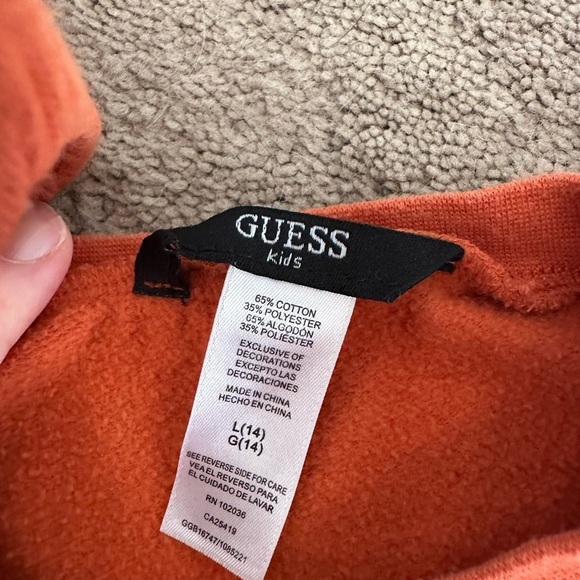 GUESS
kids
65% COTTON
35% POLYESTER
65% ALGODÓN
35% POLIÉSTER
EXCLUSIVE OF
DECORATIONS
EXCEPTO LAS
DECORACIONES
MADE IN CHINA
HECHO EN CHINA
L(14)
G(14)
SEE REVERSE SIDE FOR CARE
VEA EL REVERSO PARA
EL CUIDADO DE LAVAR
RN 102036
CA25419
GGB16747/1085221